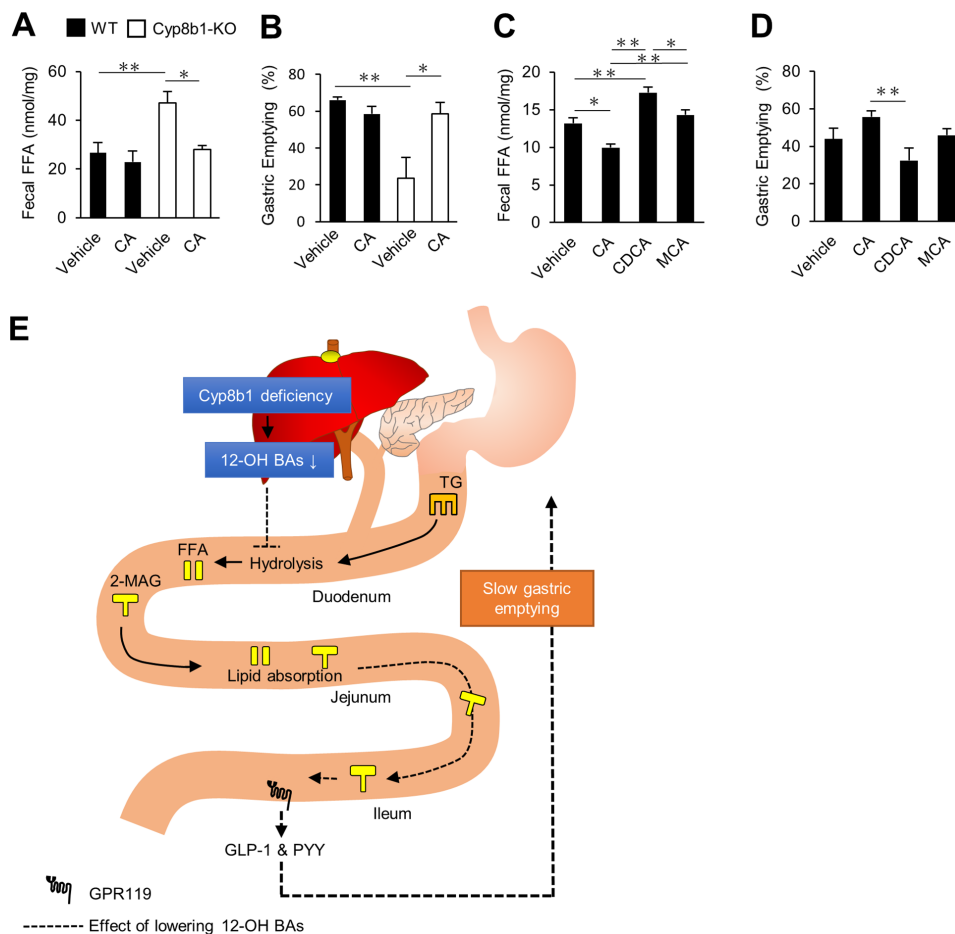 A
WT
Cyp8b1-KO
Fecal FFA (nmol/mg)
60
40
20
0
**
*
Vehicle
CA
Vehicle
CA
B
Gastric Emptying (%)
80
60
40
20
0
**
*
Vehicle
CA
Vehicle
CA
C
Fecal FFA (nmol/mg)
20
15
10
5
0
**
*
**
**
*
Vehicle
CA
CDCA
MCA
D
Gastric Emptying (%)
80
60
40
20
0
**
Vehicle
CA
CDCA
MCA
E
Cyp8b1 deficiency
12-OH BAs ↓
TG
FFA
Hydrolysis
2-MAG
Duodenum
Slow gastric
emptying
Lipid absorption
Jejunum
Ileum
GLP-1 & PYY
GPR119
Effect of lowering 12-OH BAs